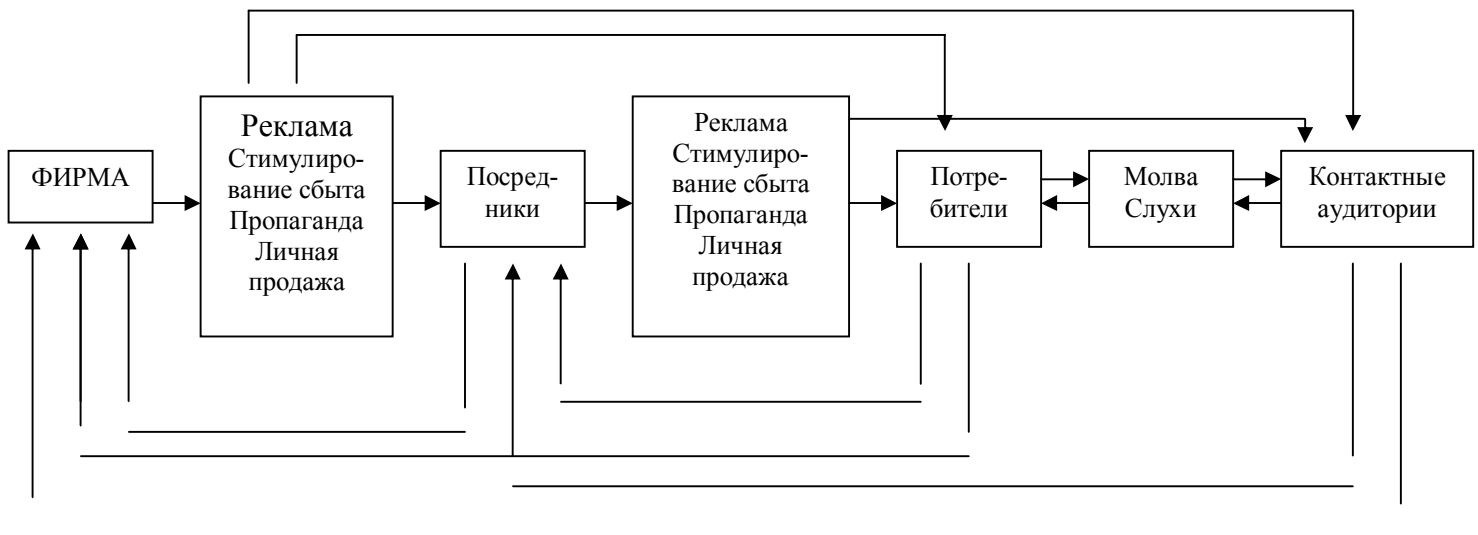 ФИРМА
Реклама
Стимулиро-
вание сбыта
Пропаганда
Личная
продажа
Посред-
ники
Реклама
Стимулиро-
вание сбыта
Пропаганда
Личная
продажа
Потре-
бители
Молва
Слухи
Контактные
аудитории